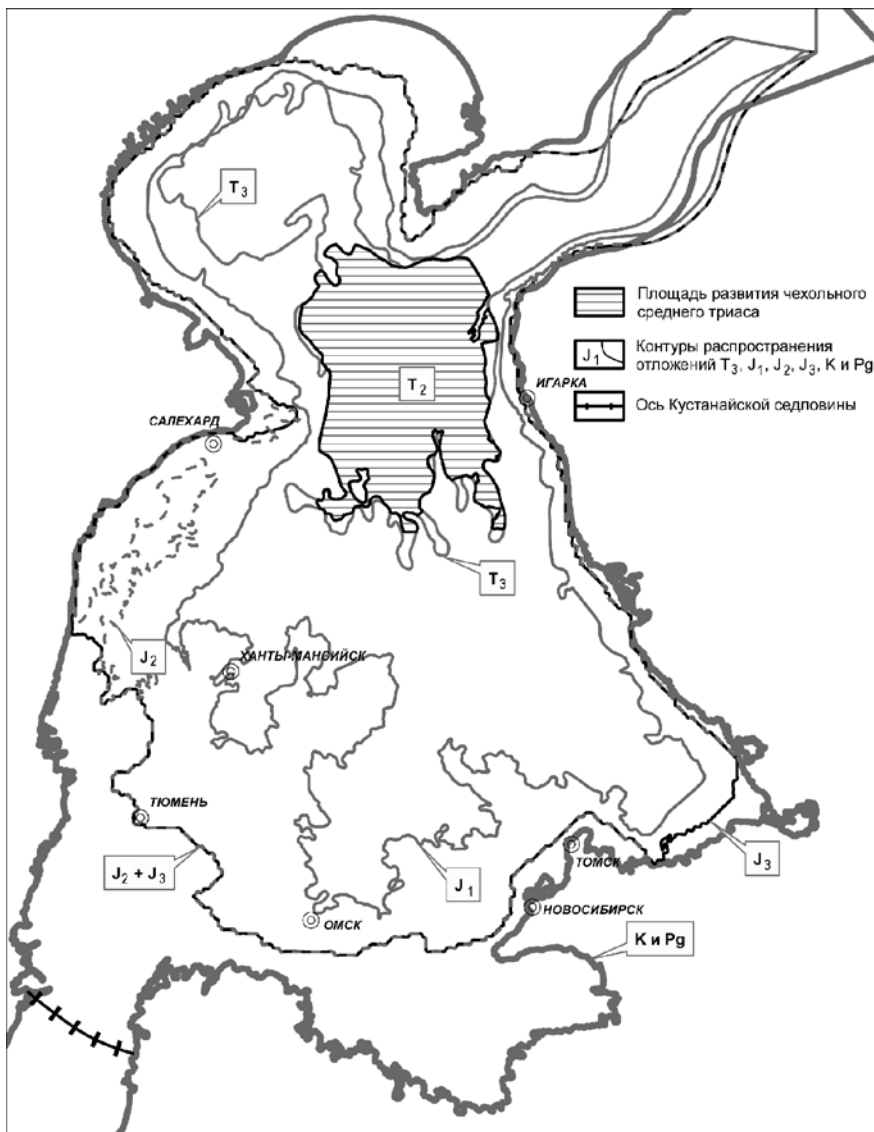 T3
Площадь развития чехольного
среднего триаса
J1
Контуры распространения
отложений T3, J1, J2, J3, K и Pg
Ось Кустанайской седловины
T2
ИГАРКА
САЛЕХАРД
T3
J2
ХАНТЫ-МАНСИЙСК
ТЮМЕНЬ
J2 + J3
J1
ТОМСК
J3
ОМСК
НОВОСИБИРСК
K и Pg